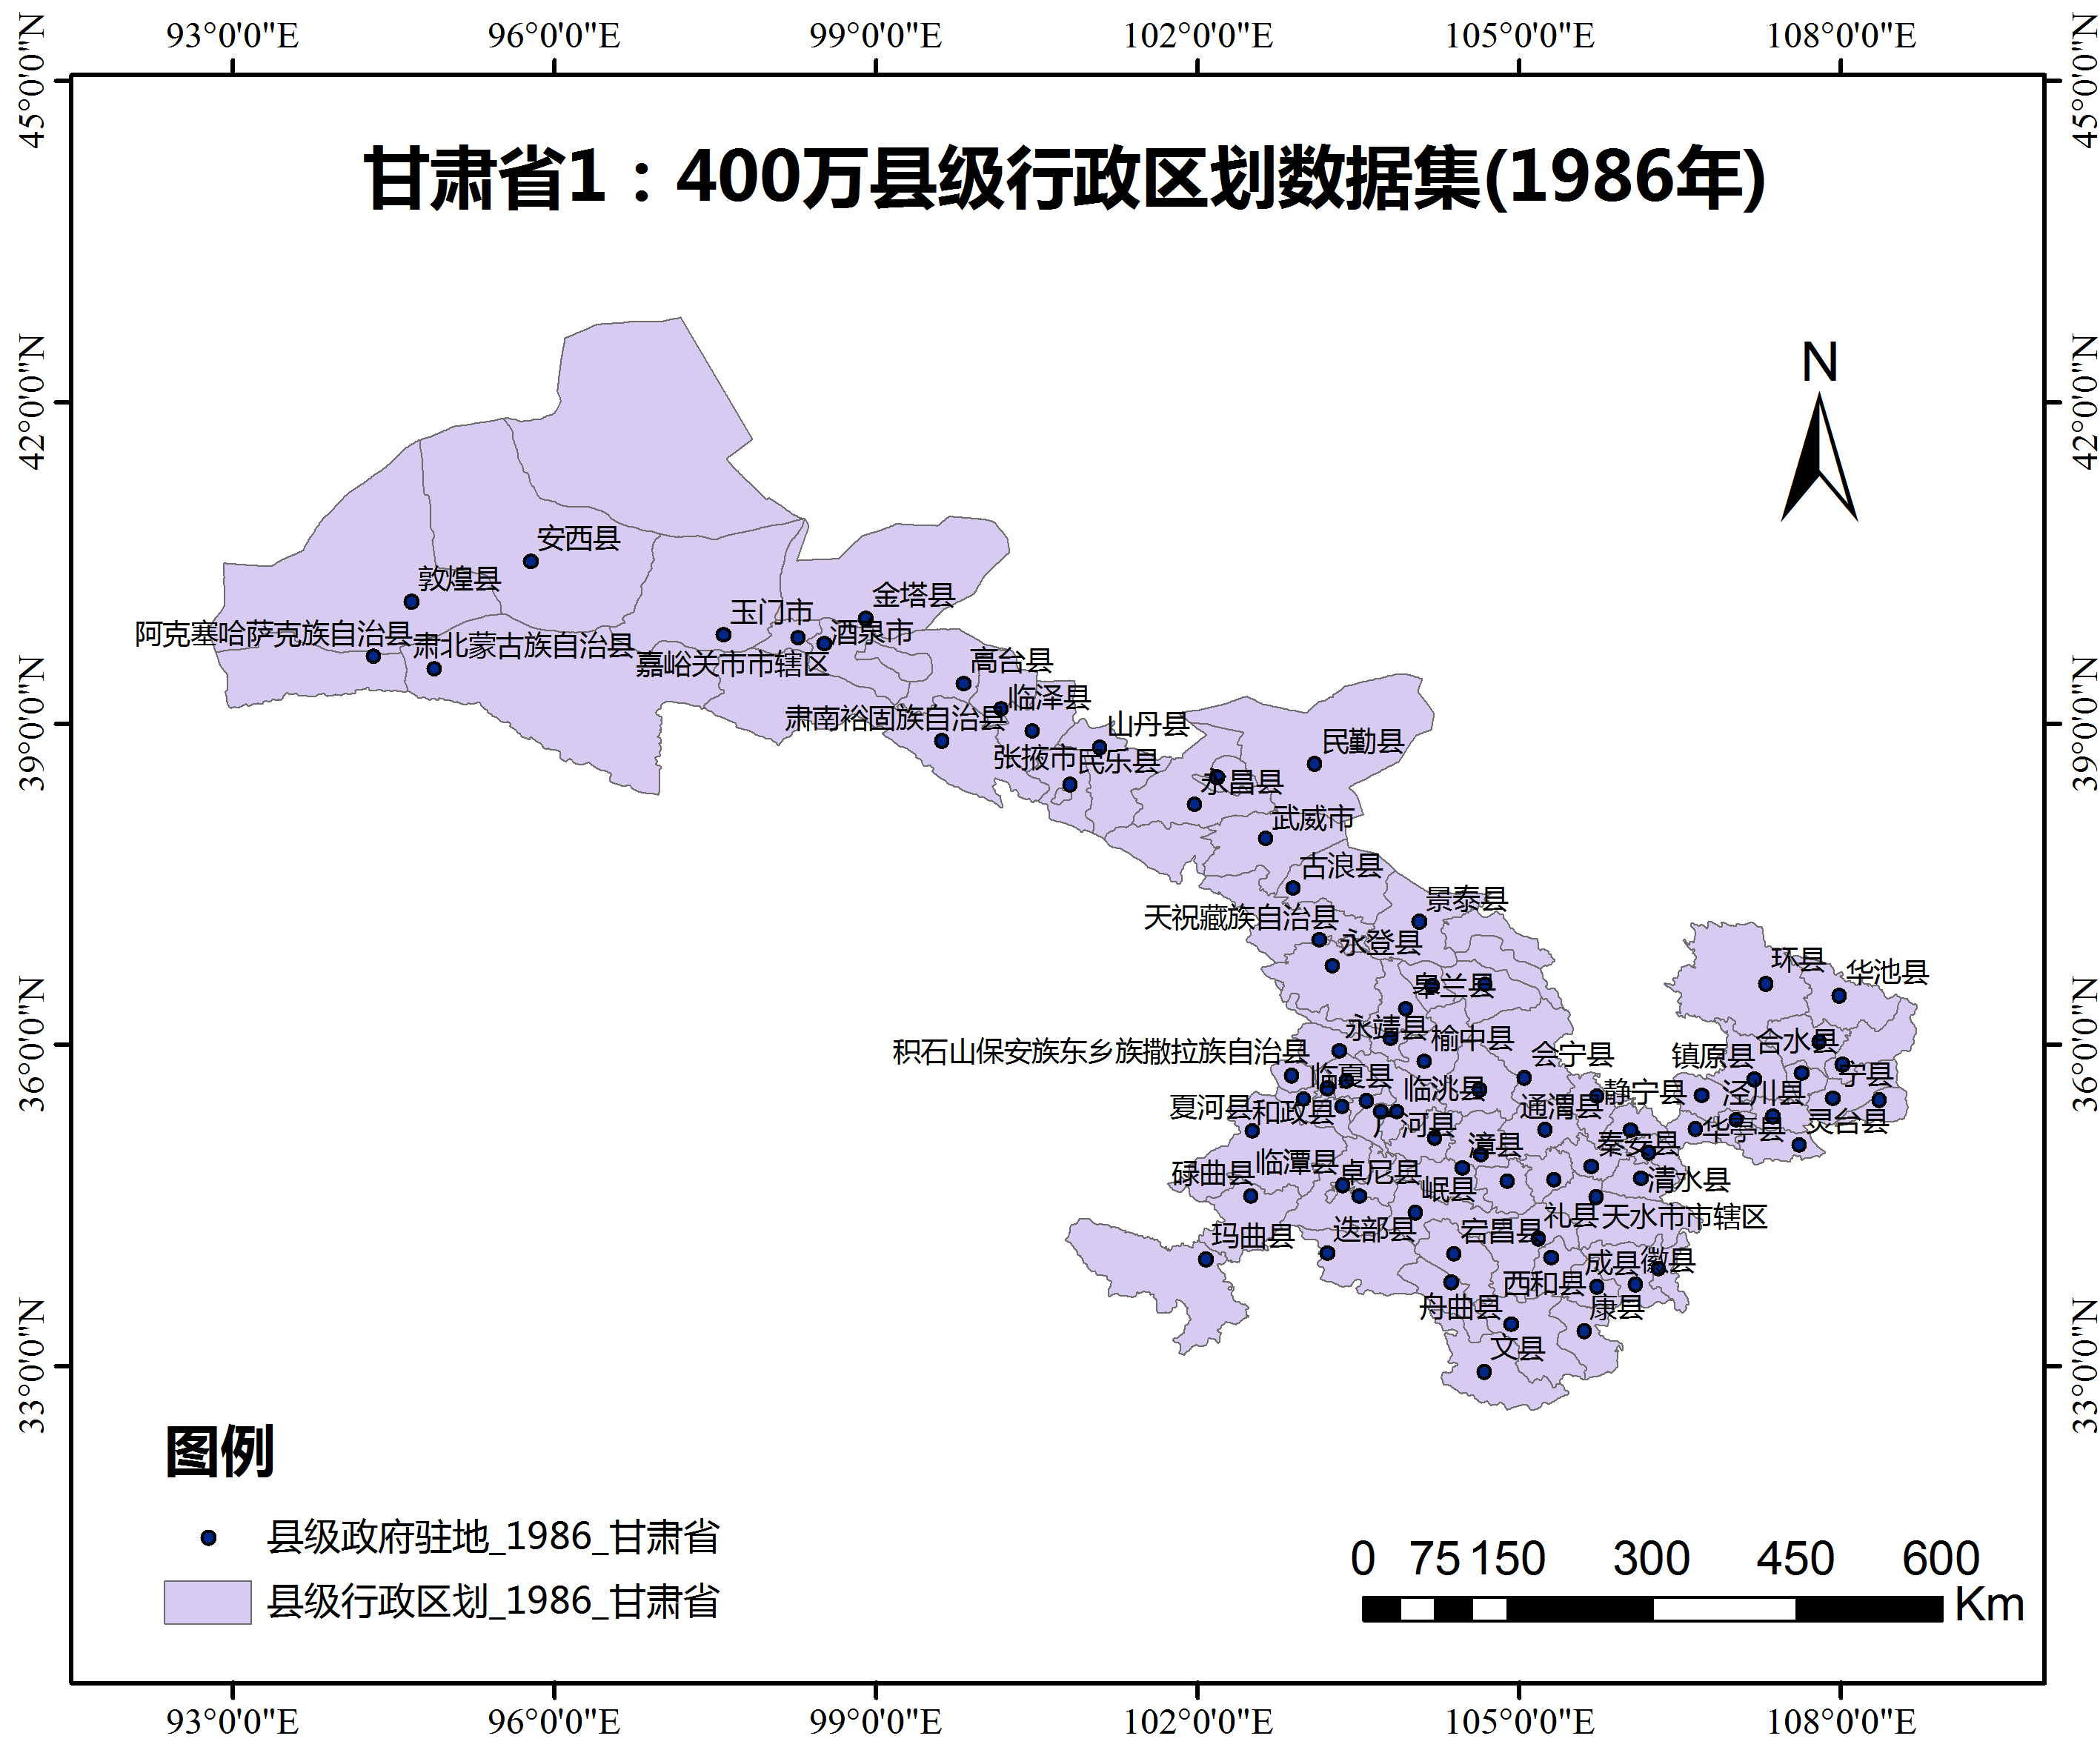 93°0'0"E 96°0'0"E 99°0'0"E 102°0'0"E 105°0'0"E 108°0'0"E
45°0'0"N 45°0'0"N
甘肃省1：400万县级行政区划数据集(1986年)
N
42°0'0"N 42°0'0"N
安西县
敦煌县
金塔县
玉门市
阿克塞哈萨克族自治县
肃北蒙古族自治县
酒泉市
嘉峪关市市辖区
高台县
临泽县
肃南裕固族自治县
山丹县
39°0'0"N 39°0'0"N
民勤县
张掖市
民乐县
永昌县
武威市
古浪县
景泰县
天祝藏族自治县
永登县
环县
华池县
皋兰县
36°0'0"N 36°0'0"N
永靖县
榆中县
合水县
积石山保安族东乡族撒拉族自治县
会宁县
镇原县
临夏县
宁县
临洮县
静宁县
泾川县
夏河县
和政县
通渭县
广河县
灵台县
华亭县
漳县
秦安县
临潭县
卓尼县
碌曲县
岷县
清水县
礼县
天水市市辖区
玛曲县
迭部县
宕昌县
成县
徽县
西和县
舟曲县
康县
文县
33°0'0"N 33°0'0"N
图例
县级政府驻地_1986_甘肃省
县级行政区划_1986_甘肃省
0 75 150 300 450 600
Km
93°0'0"E 96°0'0"E 99°0'0"E 102°0'0"E 105°0'0"E 108°0'0"E